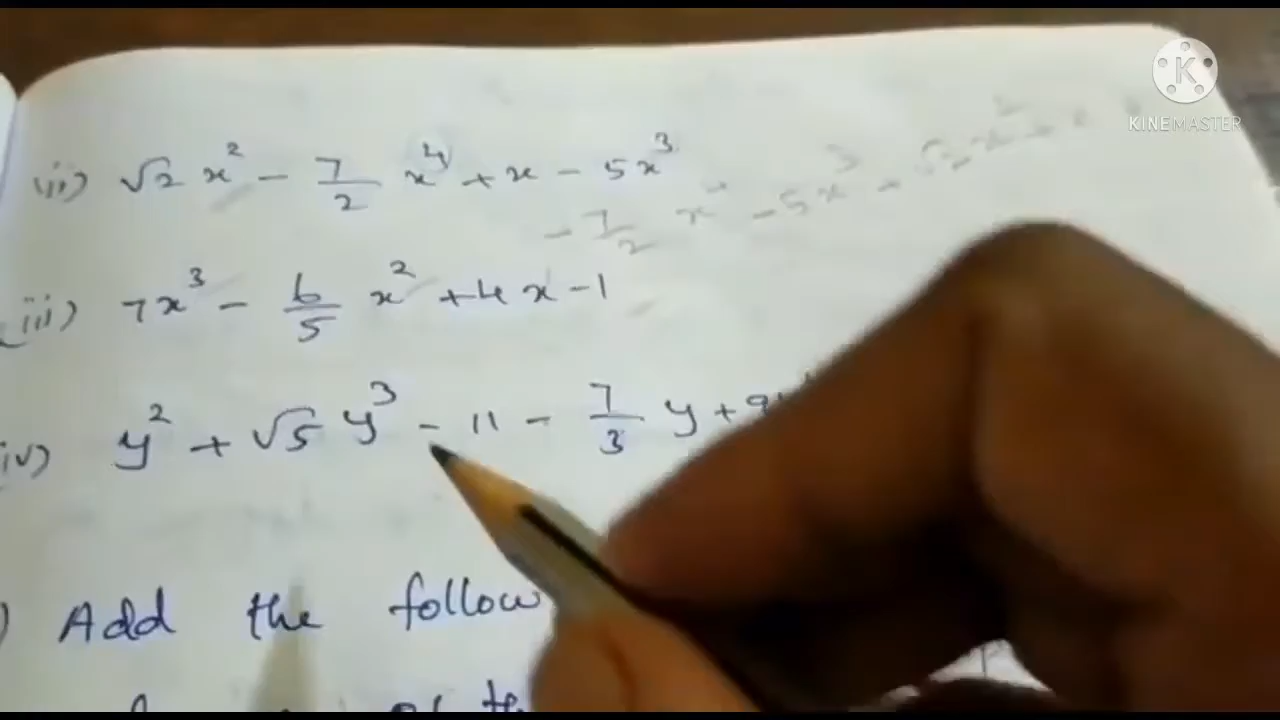 (ii) √2 x² - 7/2 x⁴ + x - 5x³
- 7/2 x⁴ - 5x³ + √2 x² + x
KINEMASTER
(iii) 7x³ - 6/5 x² + 4x - 1
(iv) y² + √5 y³ - 11 - 7/3 y + 9y
) Add the follow